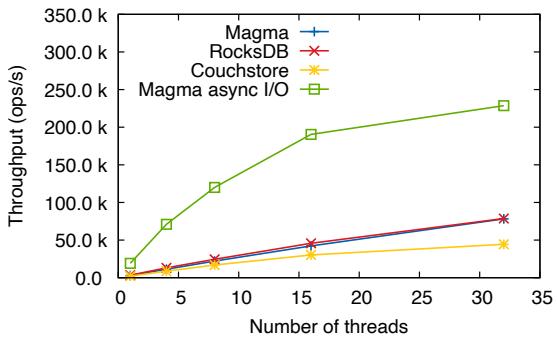 350.0 k
300.0 k
250.0 k
200.0 k
150.0 k
100.0 k
50.0 k
0.0
Throughput (ops/s)
Magma
RocksDB
Couchstore
Magma async I/O
0 5 10 15 20 25 30 35
Number of threads